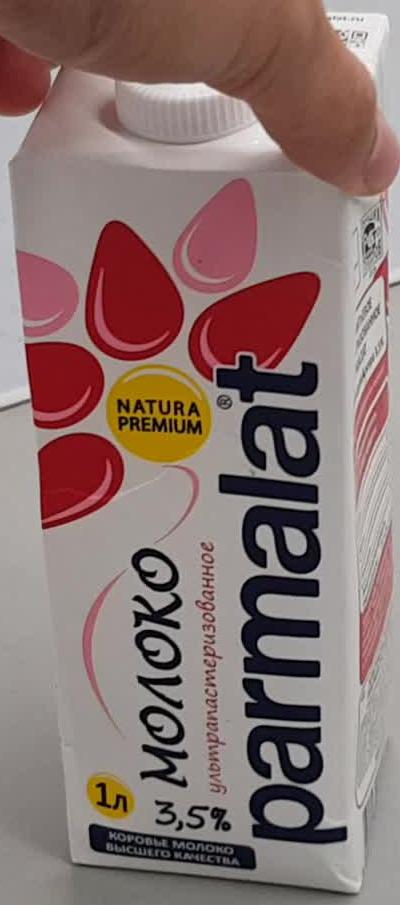 NATURA
PREMIUM
parmalat®
МОЛОКО
ультрапастеризованное
3,5%
1л
КОРОВЬЕ МОЛОКО
ВЫСШЕГО КАЧЕСТВА